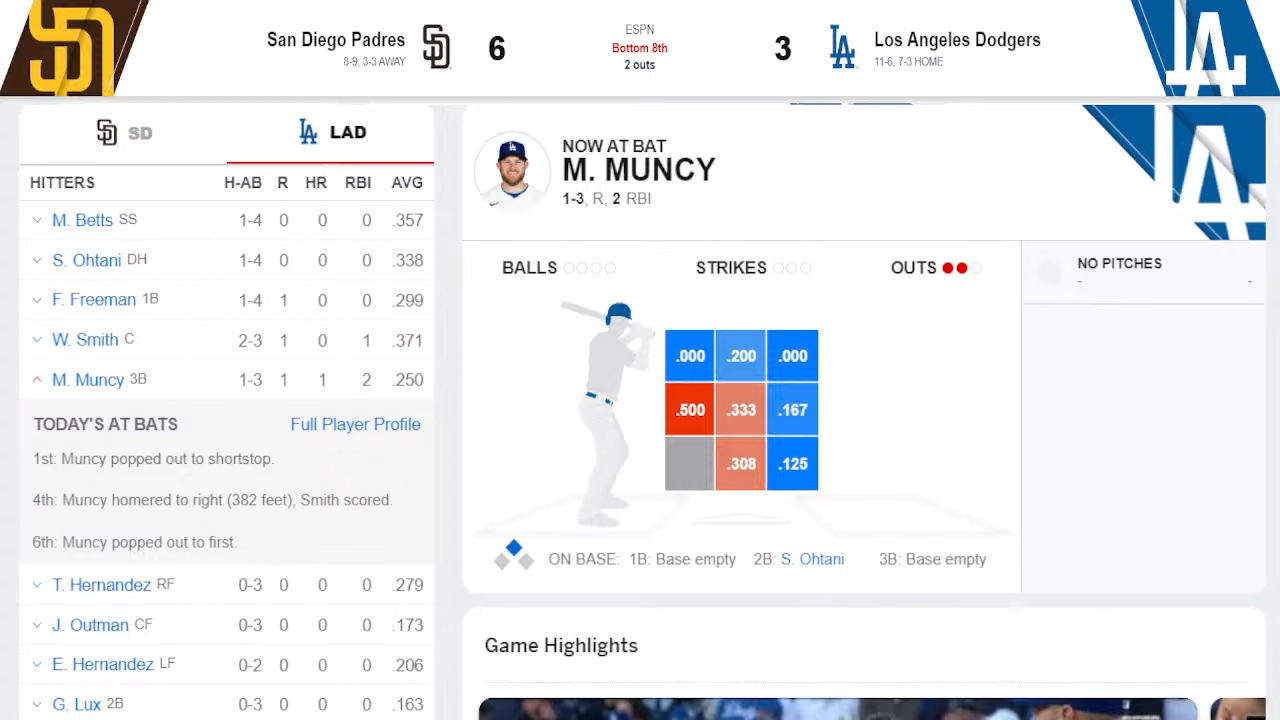 San Diego Padres
8-9, 3-3 AWAY
6
ESPN
Bottom 8th
2 outs
3
Los Angeles Dodgers
11-6, 7-3 HOME
SD
LAD
HITTERS H-AB R HR RBI AVG
M. Betts SS 1-4 0 0 0 .357
S. Ohtani DH 1-4 0 0 0 .338
F. Freeman 1B 1-4 1 0 0 .299
W. Smith C 2-3 1 0 1 .371
M. Muncy 3B 1-3 1 1 2 .250
TODAY'S AT BATS Full Player Profile
1st: Muncy popped out to shortstop.
4th: Muncy homered to right (382 feet), Smith scored.
6th: Muncy popped out to first.
T. Hernandez RF 0-3 0 0 0 .279
J. Outman CF 0-3 0 0 0 .173
E. Hernandez LF 0-2 0 0 0 .206
G. Lux 2B 0-3 0 0 0 .163
NOW AT BAT
M. MUNCY
1-3, R, 2 RBI
BALLS STRIKES OUTS
.000 .200 .000
.500 .333 .167
.308 .125
ON BASE: 1B: Base empty 2B: S. Ohtani 3B: Base empty
NO PITCHES
- -
Game Highlights